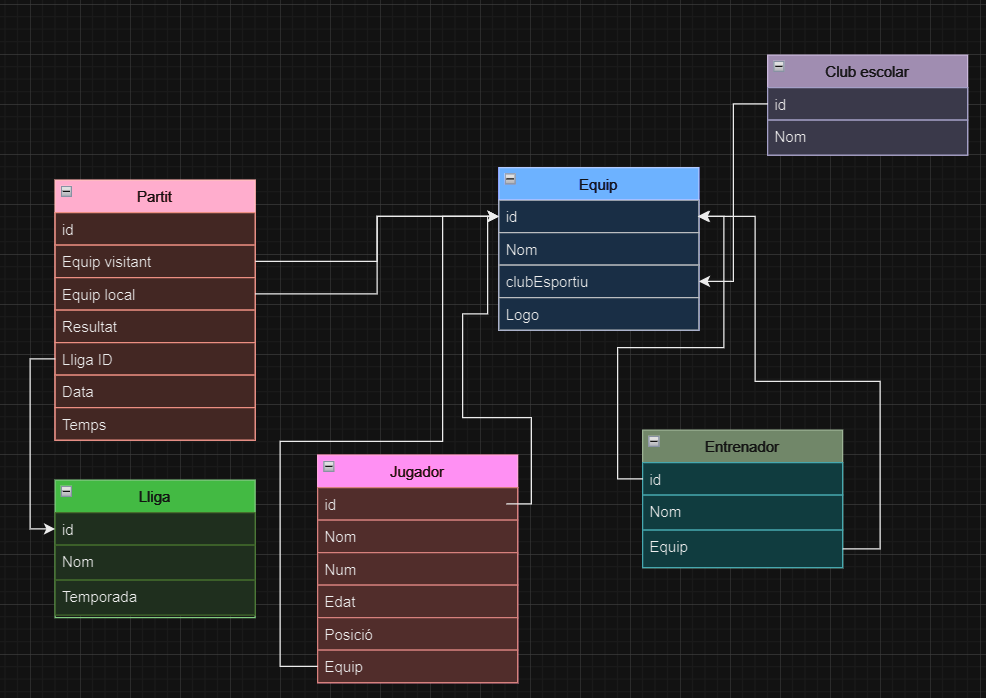 Club escolar
id
Nom
Partit
id
Equip visitant
Equip local
Resultat
Lliga ID
Data
Temps
Equip
id
Nom
clubEsportiu
Logo
Lliga
id
Nom
Temporada
Jugador
id
Nom
Num
Edat
Posició
Equip
Entrenador
id
Nom
Equip